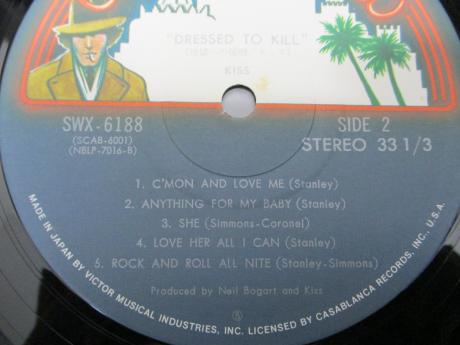 "DRESSED TO KILL"
KISS
SWX-6188
(SCAB-6001)
(NBLP-7016-B)
SIDE 2
STEREO 33 1/3
1. C'MON AND LOVE ME (Stanley)
2. ANYTHING FOR MY BABY (Stanley)
3. SHE (Simmons-Coronel)
4. LOVE HER ALL I CAN (Stanley)
5. ROCK AND ROLL ALL NITE (Stanley-Simmons)
Produced by Neil Bogart and Kiss
MADE IN JAPAN BY VICTOR MUSICAL INDUSTRIES, INC. LICENSED BY CASABLANCA RECORDS, INC., U.S.A.